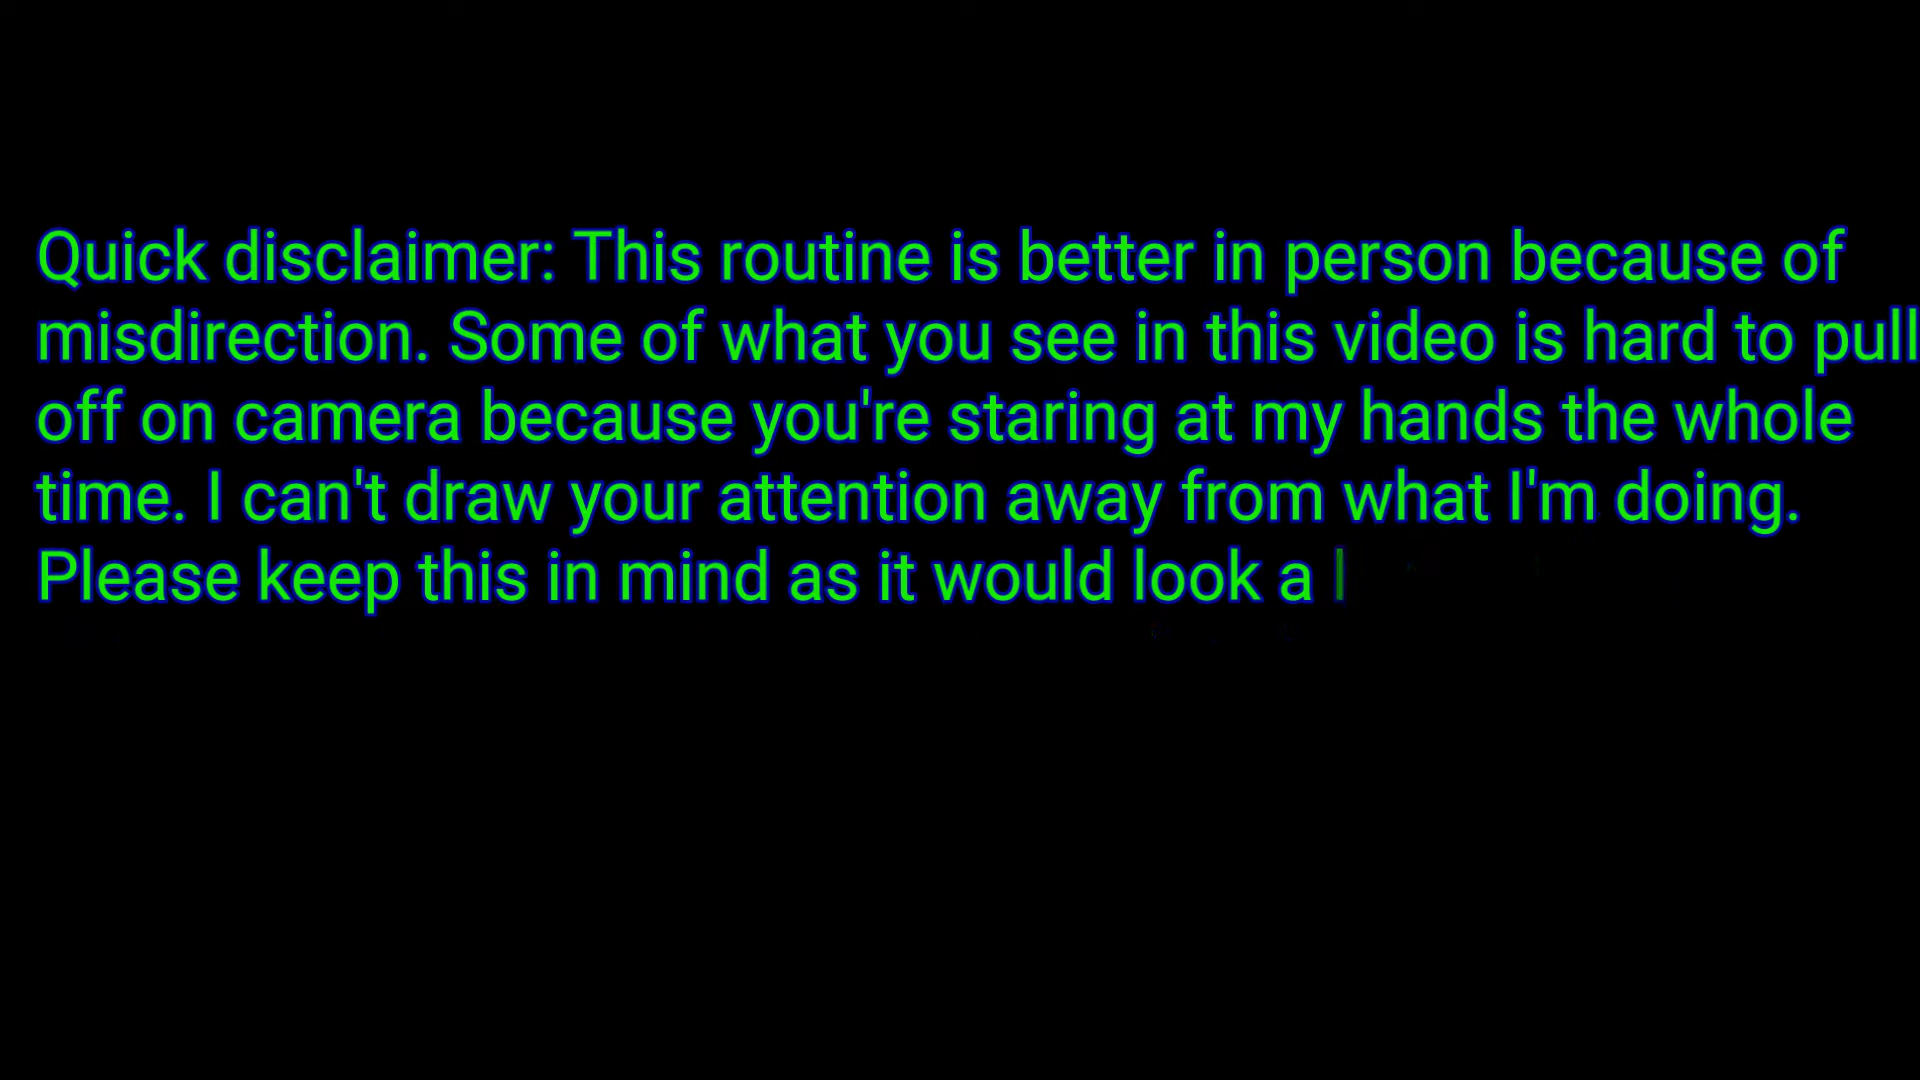 Quick disclaimer: This routine is better in person because of
misdirection. Some of what you see in this video is hard to pull
off on camera because you're staring at my hands the whole
time. I can't draw your attention away from what I'm doing.
Please keep this in mind as it would look a l